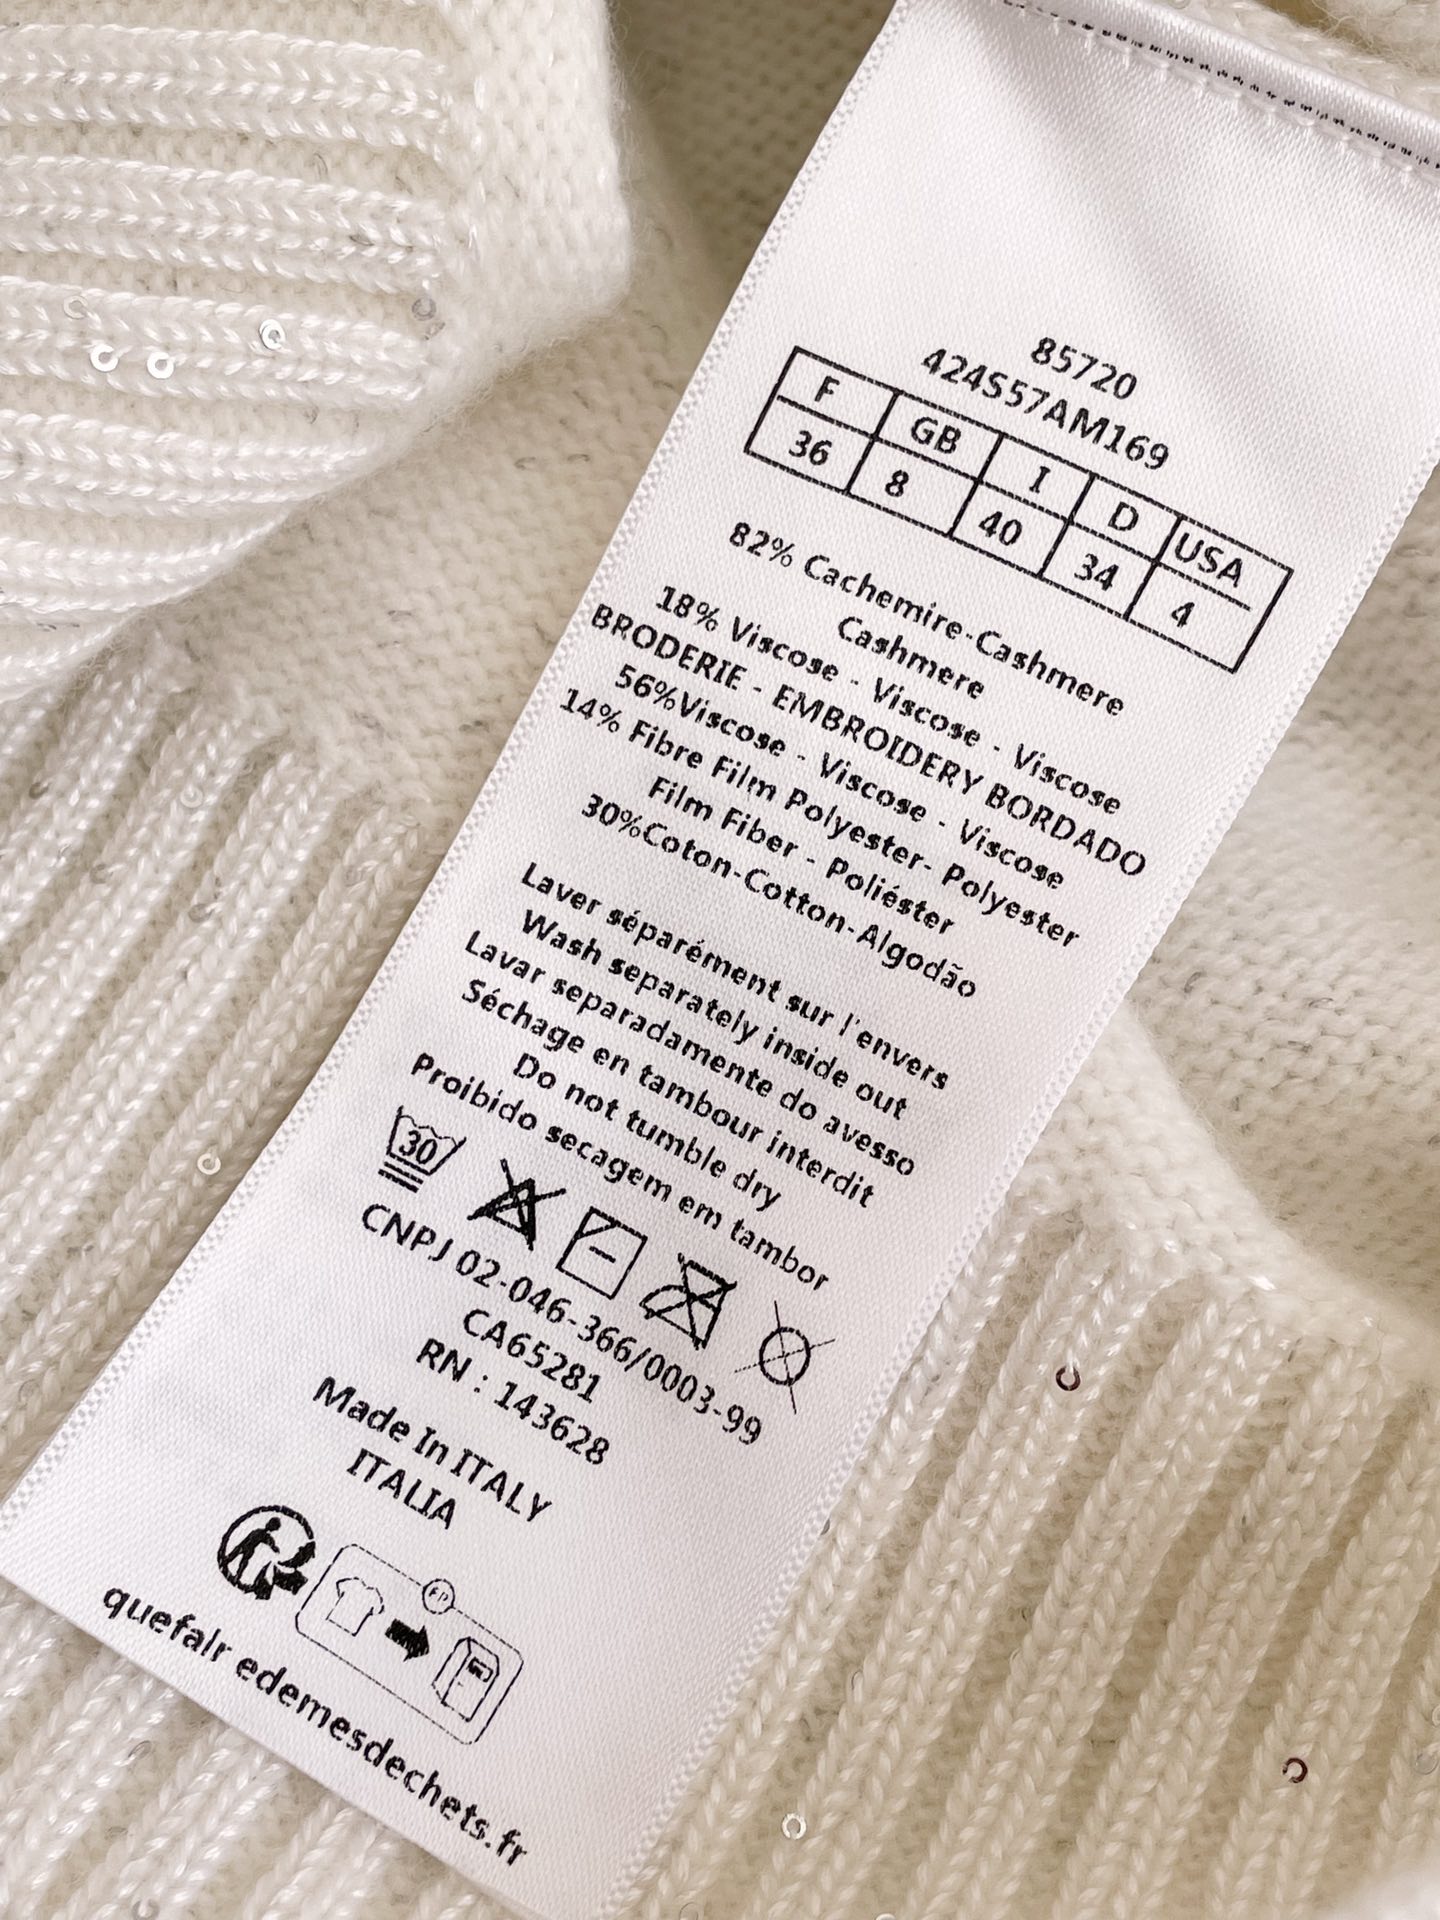 85720
424S57AM169
F GB I D USA
36 8 40 34 4
82% Cachemire-Cashmere
Cashmere
18% Viscose - Viscose - Viscose
BRODERIE - EMBROIDERY BORDADO
56%Viscose - Viscose - Viscose
14% Fibre Film Polyester- Polyester
Film Fiber - Poliéster
30%Coton-Cotton-Algodão
Laver séparément sur l'envers
Wash separately inside out
Lavar separadamente do avesso
Séchage en tambour interdit
Do not tumble dry
Proibido secagem em tambor
30
CNPJ 02-046-366/0003-99
CA65281
RN : 143628
Made In ITALY
ITALIA
quefalr edemesdechets.fr